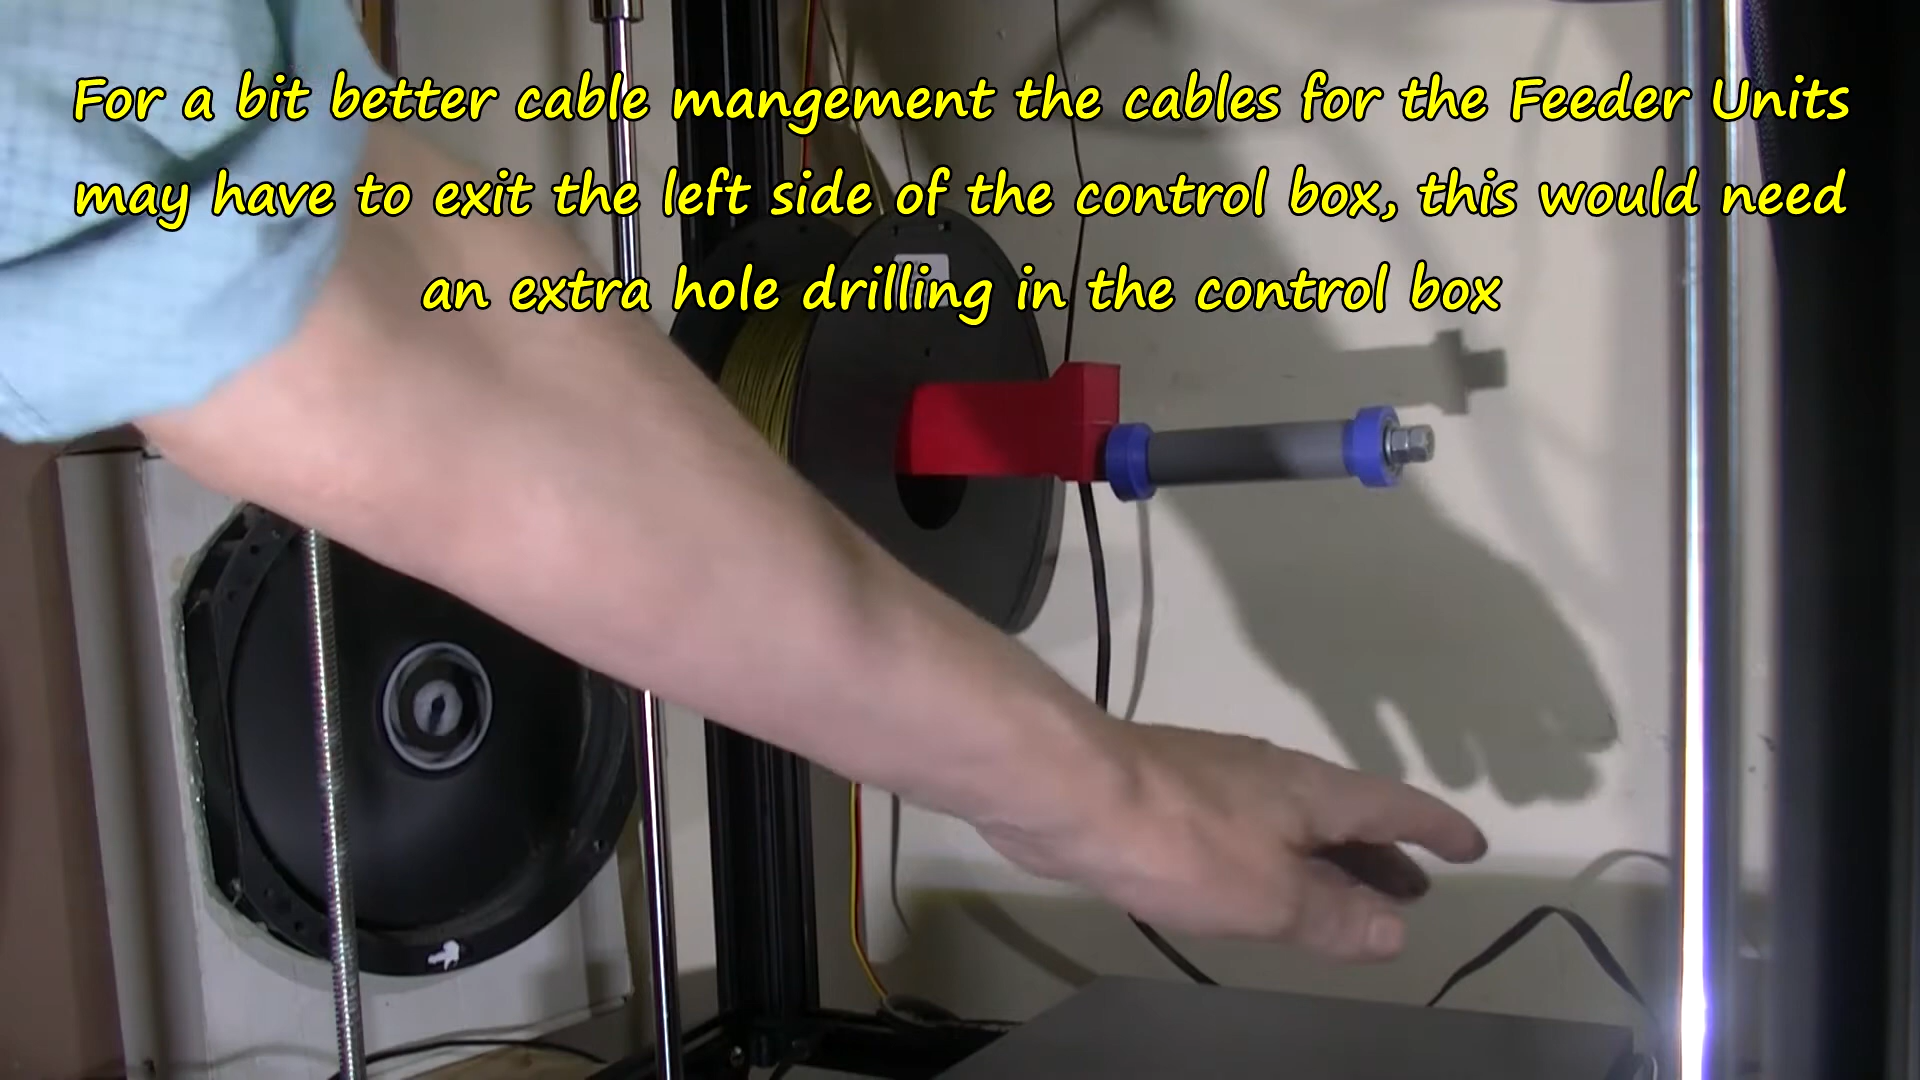 For a bit better cable mangement the cables for the Feeder Units
may have to exit the left side of the control box, this would need
an extra hole drilling in the control box